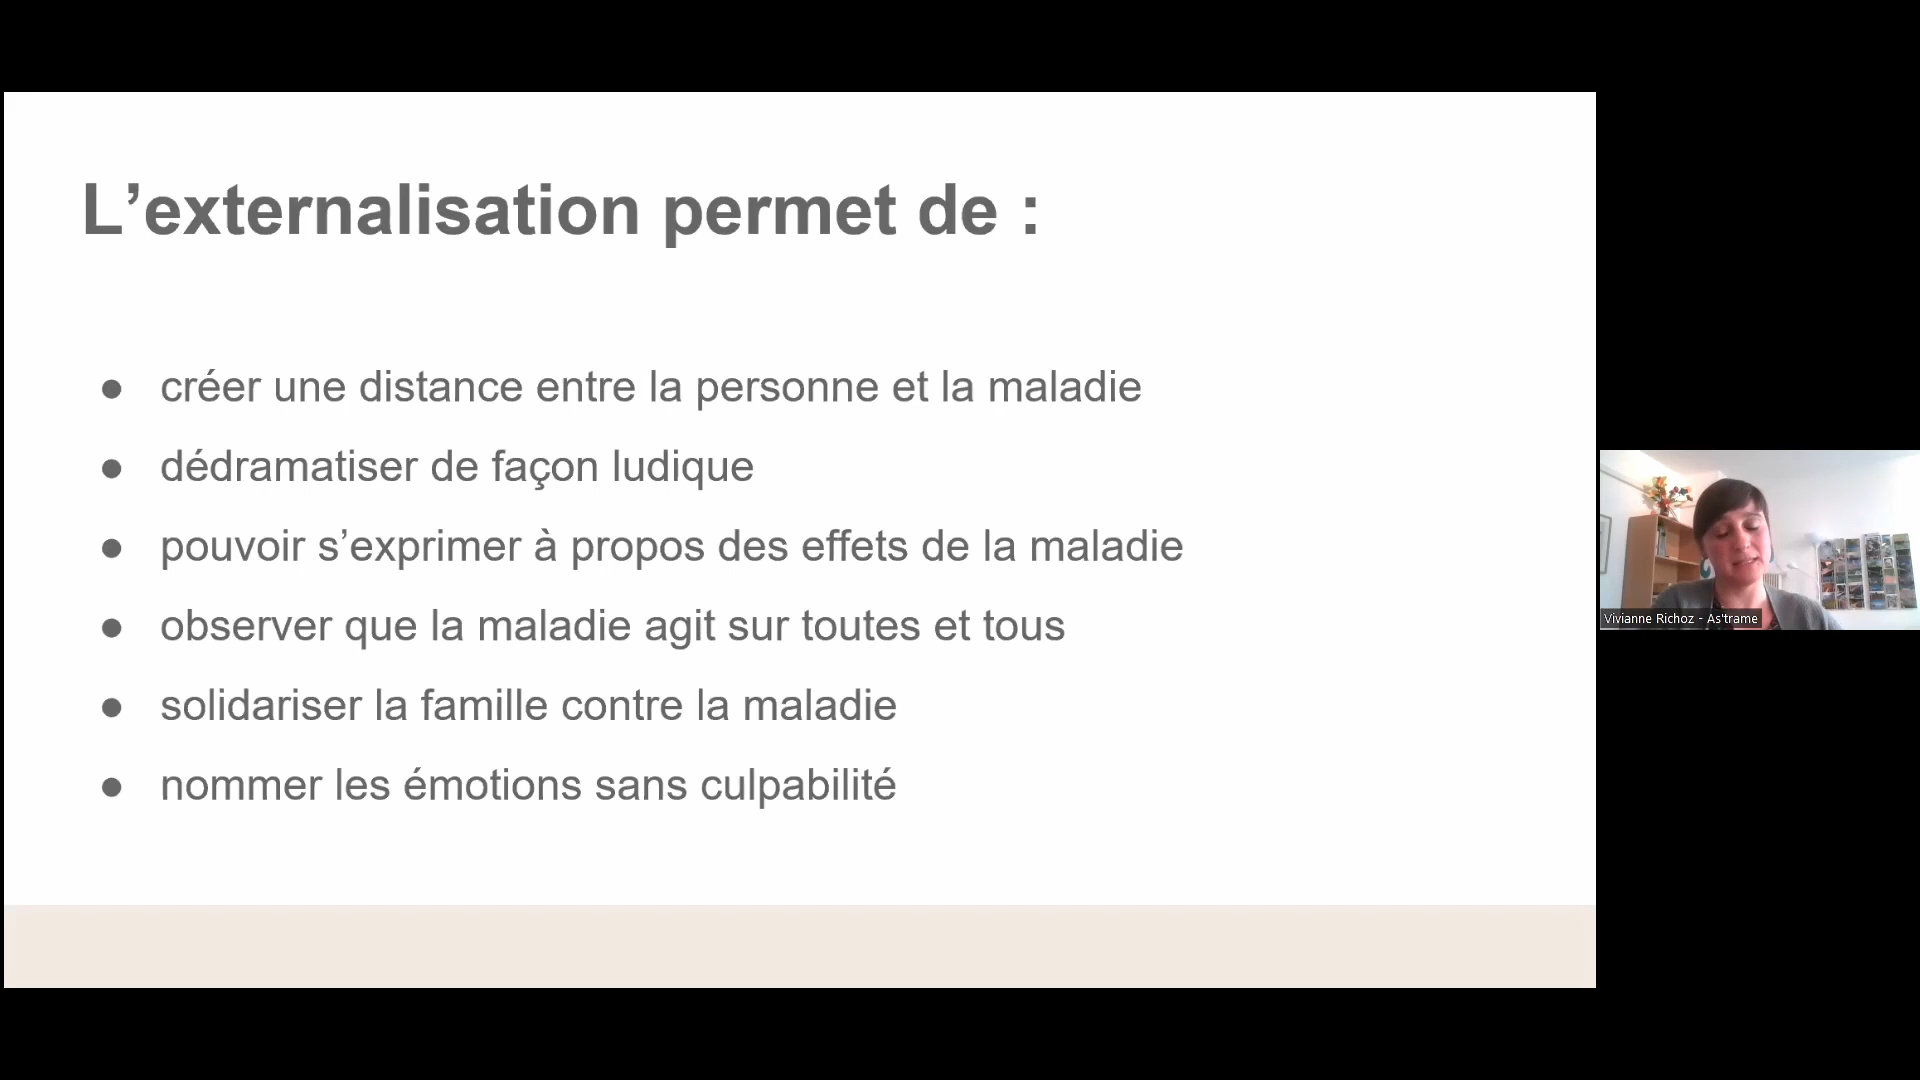 L’externalisation permet de :
● créer une distance entre la personne et la maladie
● dédramatiser de façon ludique
● pouvoir s’exprimer à propos des effets de la maladie
● observer que la maladie agit sur toutes et tous
● solidariser la famille contre la maladie
● nommer les émotions sans culpabilité
Vivianne Richoz - As'trame